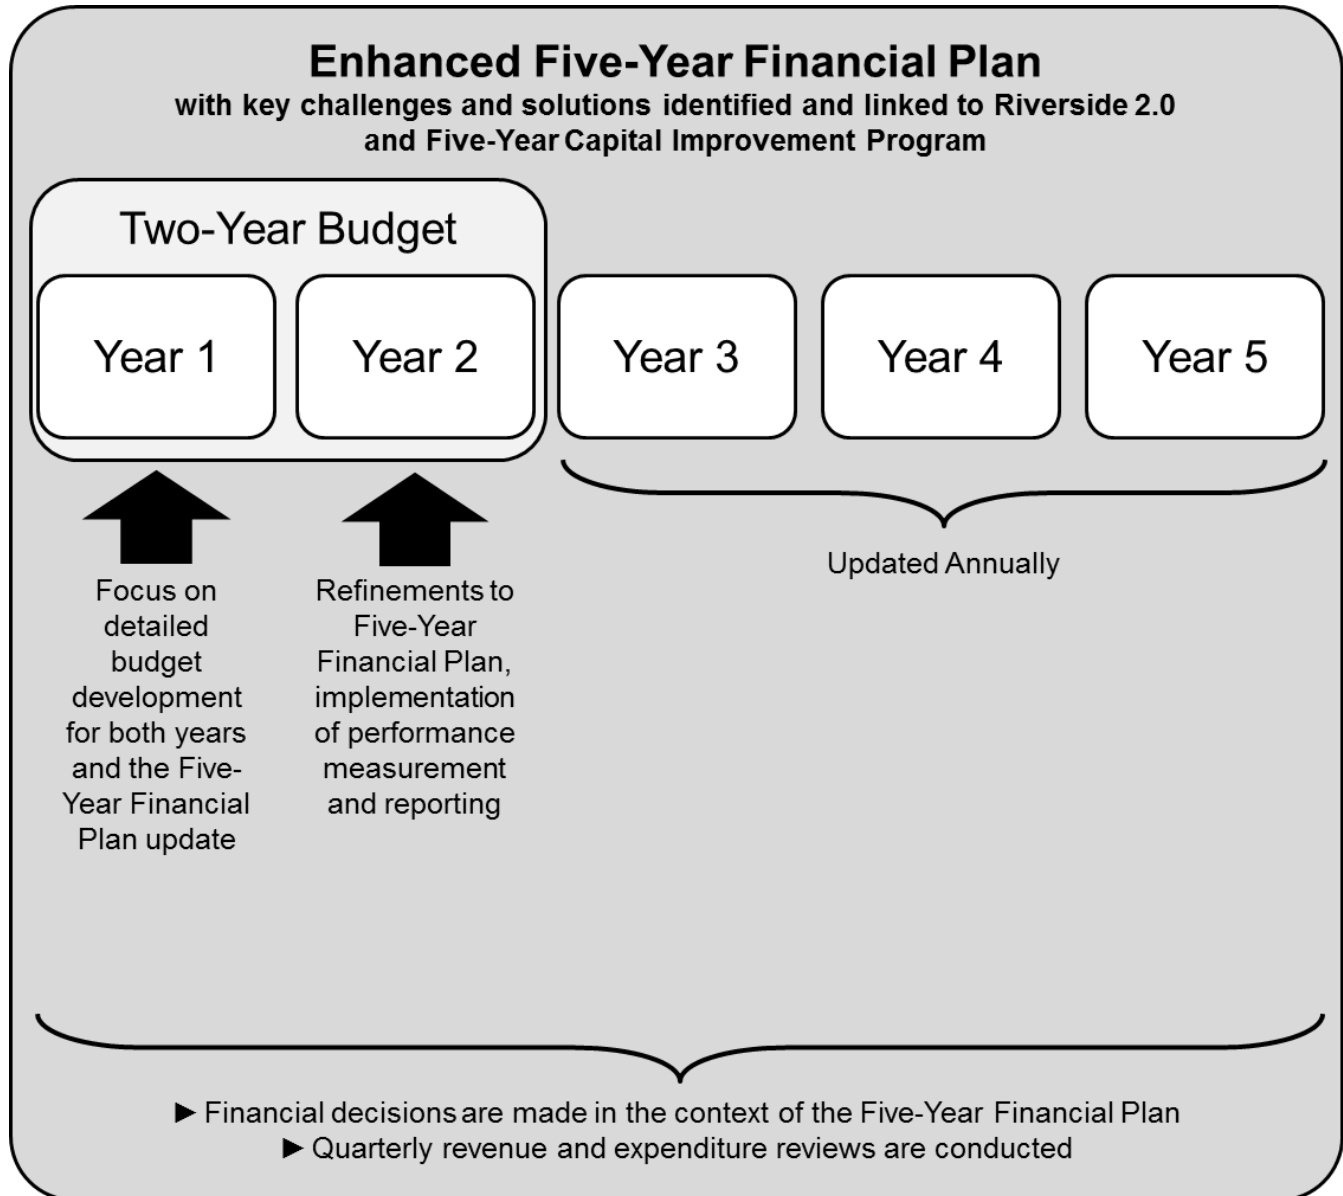 Enhanced Five-Year Financial Plan
with key challenges and solutions identified and linked to Riverside 2.0
and Five-Year Capital Improvement Program
Two-Year Budget
Year 1
Year 2
Year 3
Year 4
Year 5
Focus on
detailed
budget
development
for both years
and the Five-
Year Financial
Plan update
Refinements to
Five-Year
Financial Plan,
implementation
of performance
measurement
and reporting
Updated Annually
► Financial decisions are made in the context of the Five-Year Financial Plan
► Quarterly revenue and expenditure reviews are conducted